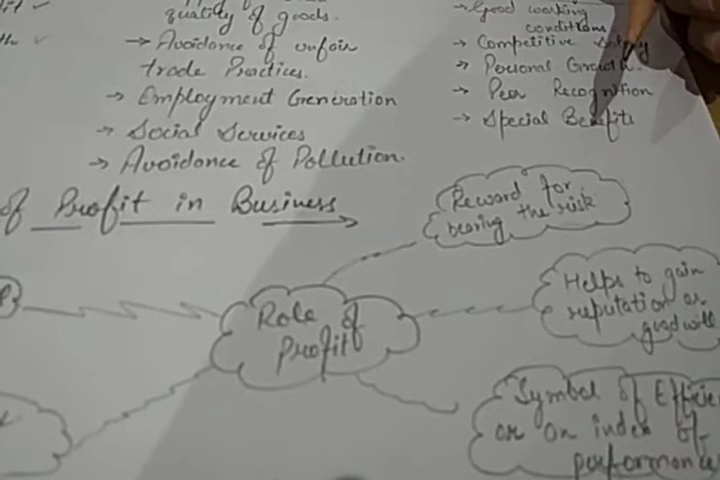 quality of goods.
→ Avoidance of unfair
trade Practices.
→ Employment Generation
→ Social Services
→ Avoidance of Pollution.
→ Good working
conditions
→ Competitive Salary
→ Personal Growth.
→ Peer Recognition
→ Special Benefits
of Profit in Business
Role of
Profit
Reward for
bearing the risk
Helps to gain
reputation or
goodwill
Symbol of
or an index of
performance